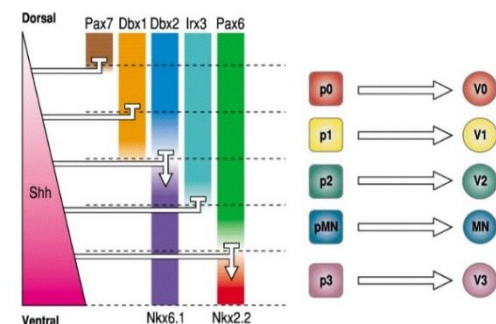 Dorsal
Pax7 Dbx1 Dbx2 Irx3 Pax6
Shh
Ventral
Nkx6.1 Nkx2.2
p0 V0
p1 V1
p2 V2
pMN MN
p3 V3